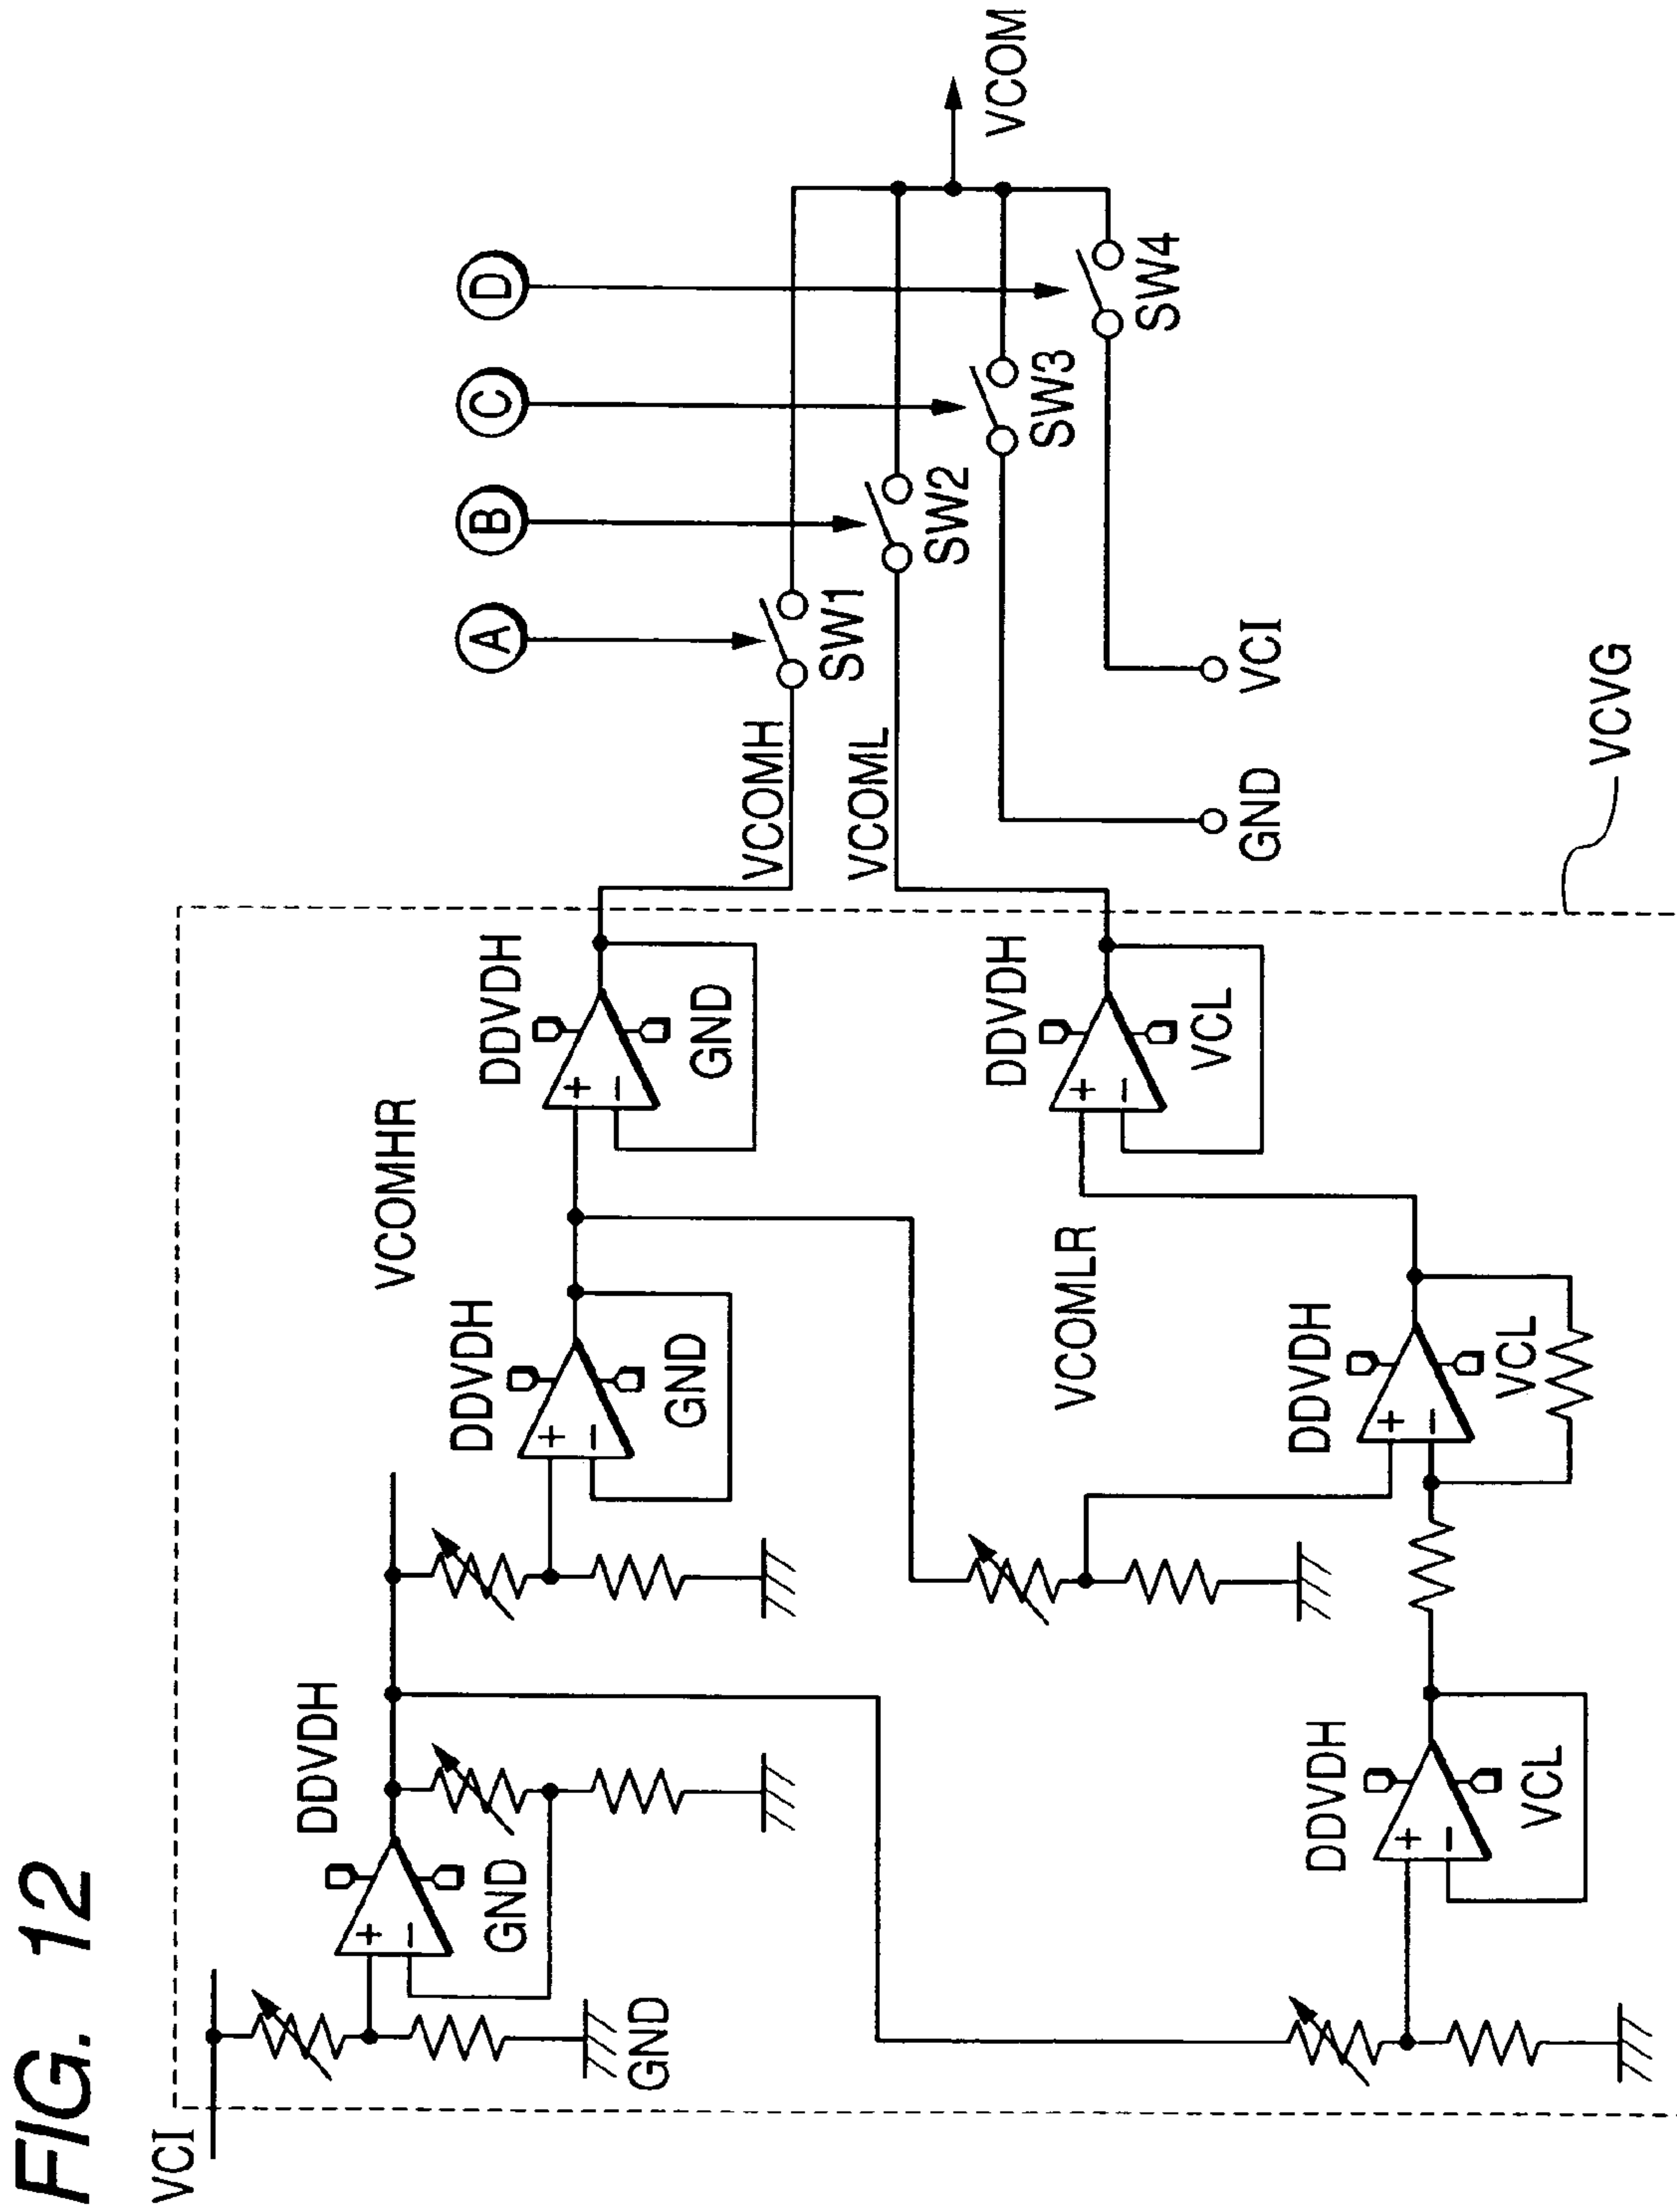 FIG. 12
VCI
DDVDH
+
−
GND
GND
DDVDH
+
−
GND
VCOMHR
DDVDH
+
−
GND
VCOMH
A
B
C
D
SW1
SW2
SW3
SW4
VCOM
VCOML
GND
VCI
DDVDH
+
−
VCL
VCOMLR
DDVDH
+
−
VCL
DDVDH
+
−
VCL
VCVG